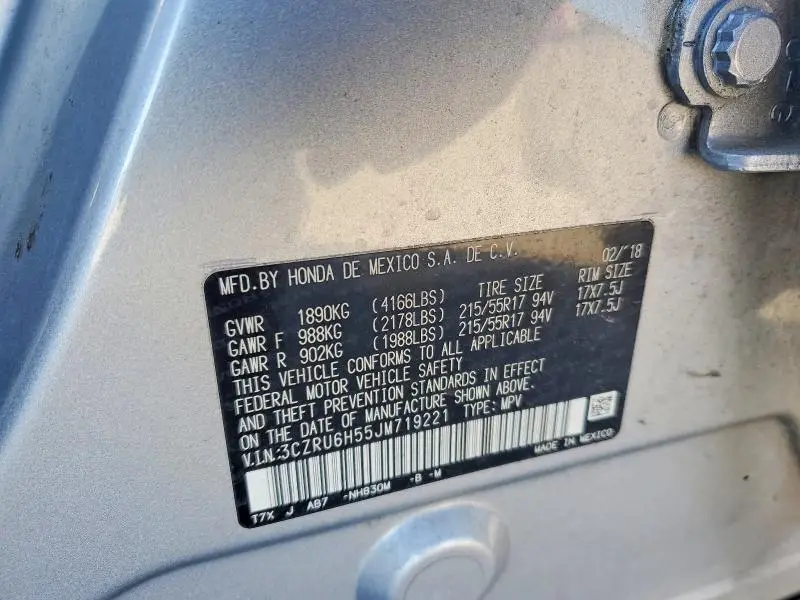 MFD. BY HONDA DE MEXICO S.A. DE C.V. 02/'18
TIRE SIZE RIM SIZE
GVWR 1890KG (4166LBS)
GAWR F 988KG (2178LBS) 215/55R17 94V 17X7.5J
GAWR R 902KG (1988LBS) 215/55R17 94V 17X7.5J
THIS VEHICLE CONFORMS TO ALL APPLICABLE
FEDERAL MOTOR VEHICLE SAFETY
AND THEFT PREVENTION STANDARDS IN EFFECT
ON THE DATE OF MANUFACTURE SHOWN ABOVE.
V.I.N:3CZRU6H55JM719221 TYPE: MPV
MADE IN MEXICO
T7X J AB7 -NH830M -B -M